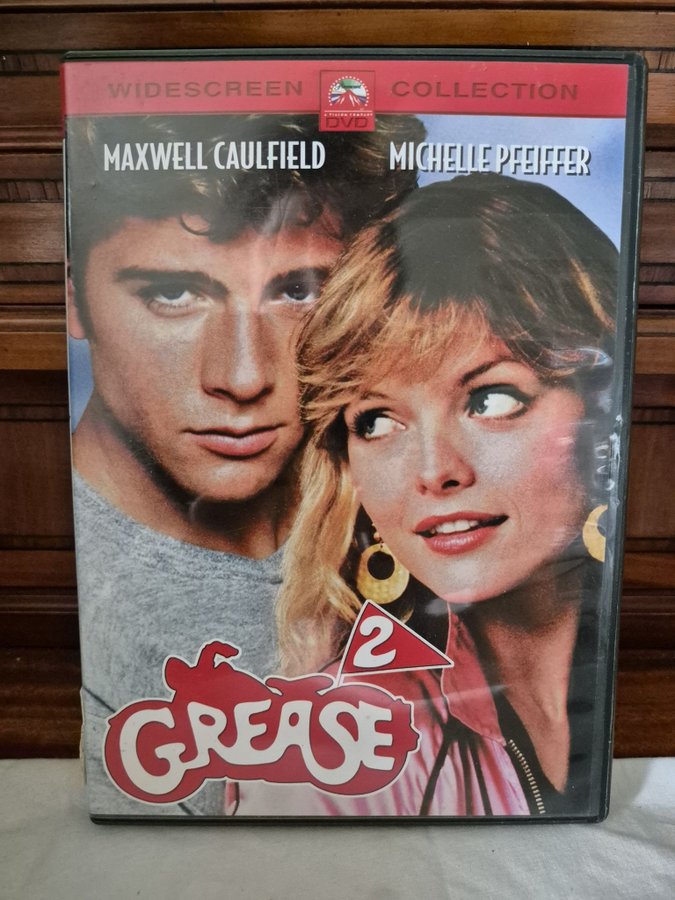 WIDESCREEN COLLECTION
DVD
MAXWELL CAULFIELD MICHELLE PFEIFFER
2
GREASE